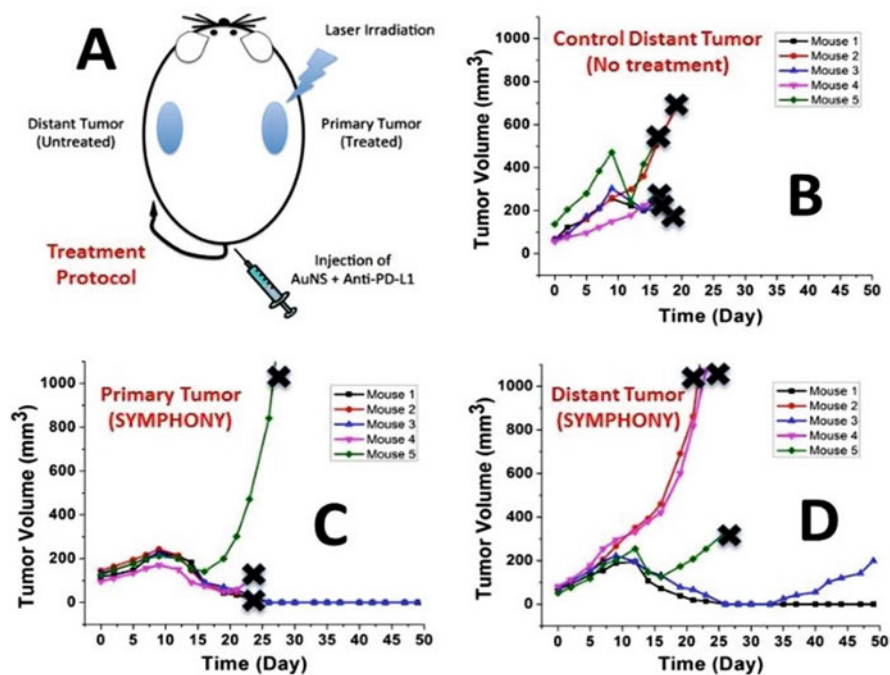 A
Laser Irradiation
Distant Tumor
(Untreated)
Primary Tumor
(Treated)
Treatment
Protocol
Injection of
AuNS + Anti-PD-L1
B
Control Distant Tumor
(No treatment)
Mouse 1
Mouse 2
Mouse 3
Mouse 4
Mouse 5
Tumor Volume (mm³)
1000
800
600
400
200
0
0 5 10 15 20 25 30 35 40 45 50
Time (Day)
C
Primary Tumor
(SYMPHONY)
Mouse 1
Mouse 2
Mouse 3
Mouse 4
Mouse 5
Tumor Volume (mm³)
1000
800
600
400
200
0
0 5 10 15 20 25 30 35 40 45 50
Time (Day)
D
Distant Tumor
(SYMPHONY)
Mouse 1
Mouse 2
Mouse 3
Mouse 4
Mouse 5
Tumor Volume (mm³)
1000
800
600
400
200
0
0 5 10 15 20 25 30 35 40 45 50
Time (Day)